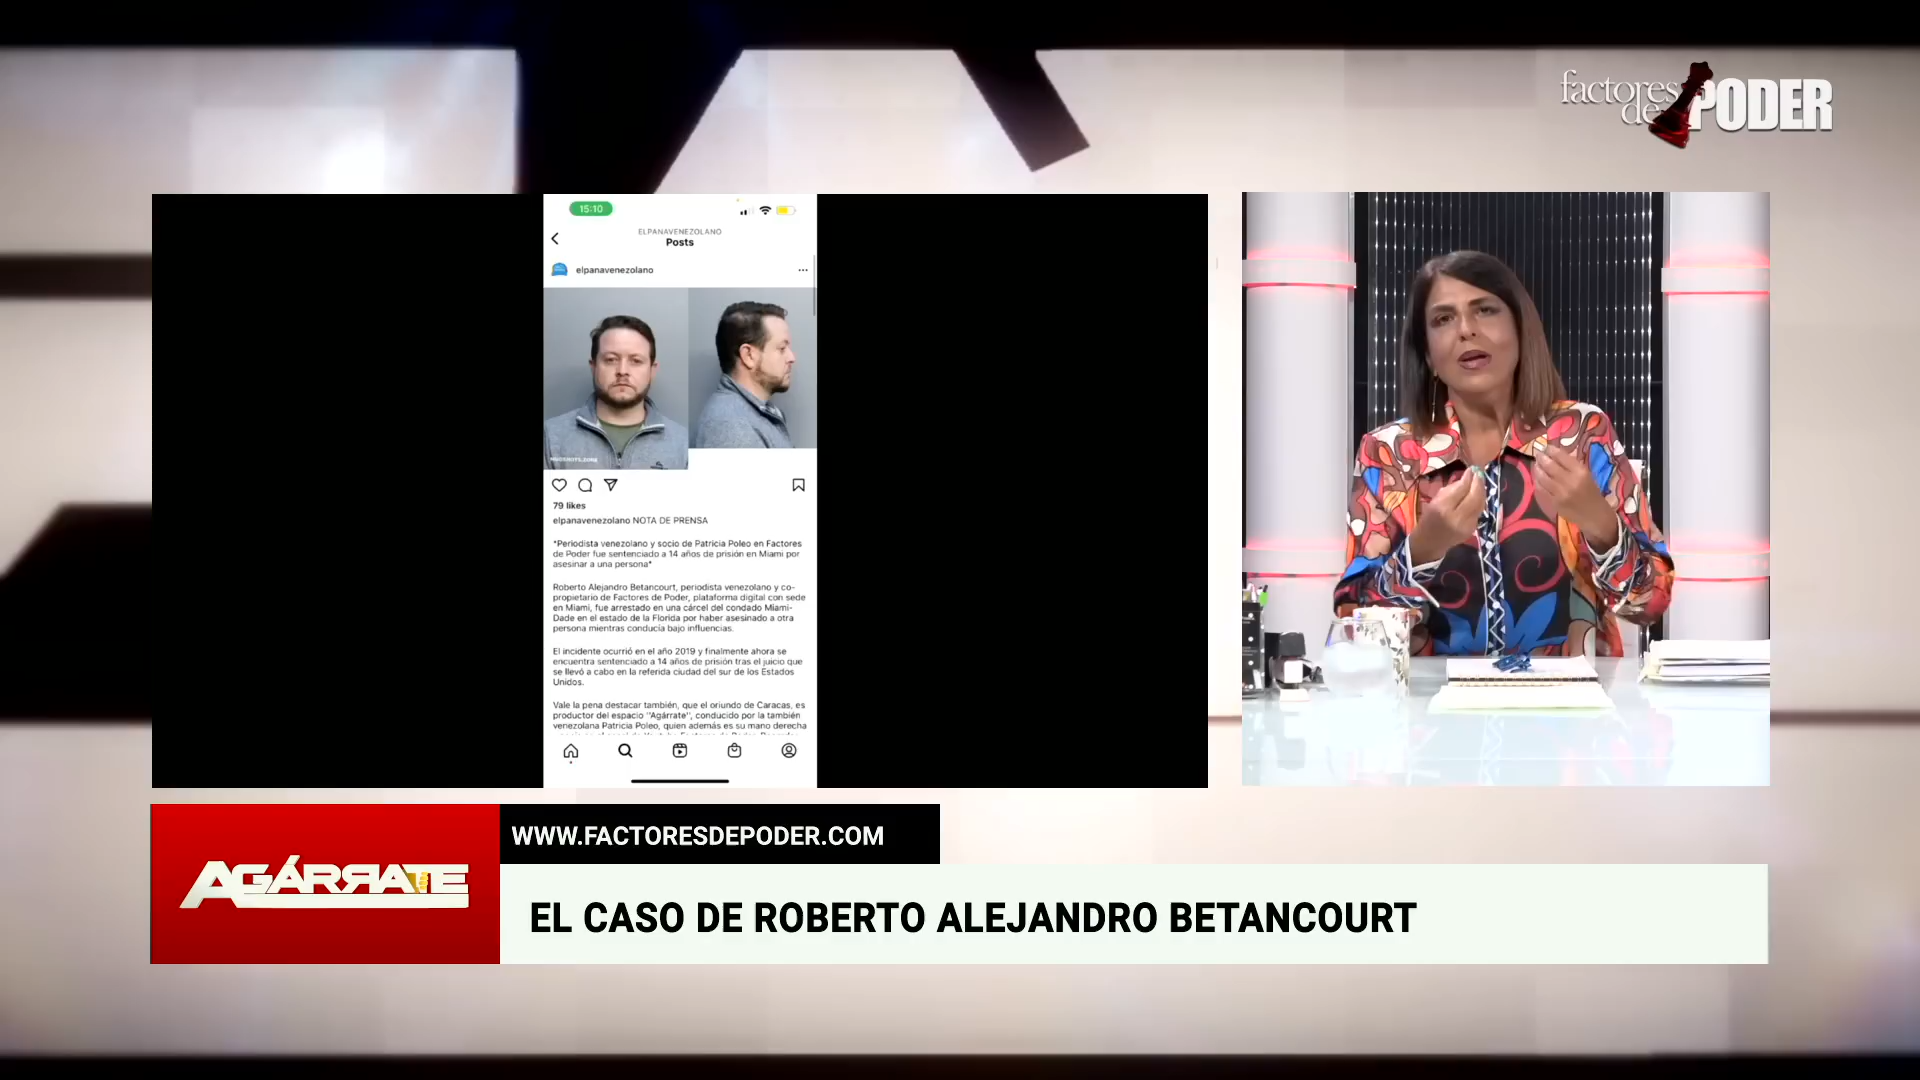 factores
de PODER
15:10
ELPANAVENEZOLANO
Posts
elpanavenezolano
79 likes
elpanavenezolano NOTA DE PRENSA
*Periodista venezolano y socio de Patricia Poleo en Factores
de Poder fue sentenciado a 14 años de prisión en Miami por
asesinar a una persona*
Roberto Alejandro Betancourt, periodista venezolano y co-
propietario de Factores de Poder, plataforma digital con sede
en Miami, fue arrestado en una cárcel del condado Miami-
Dade en el estado de la Florida por haber asesinado a otra
persona mientras conducía bajo influencias.
El incidente ocurrió en el año 2019 y finalmente ahora se
encuentra sentenciado a 14 años de prisión tras el juicio que
se llevó a cabo en la referida ciudad del sur de los Estados
Unidos.
Vale la pena destacar también, que el oriundo de Caracas, es
productor del espacio "Agárrate", conducido por la también
venezolana Patricia Poleo, quien además es su mano derecha
AGÁRRATE
WWW.FACTORESDEPODER.COM
EL CASO DE ROBERTO ALEJANDRO BETANCOURT